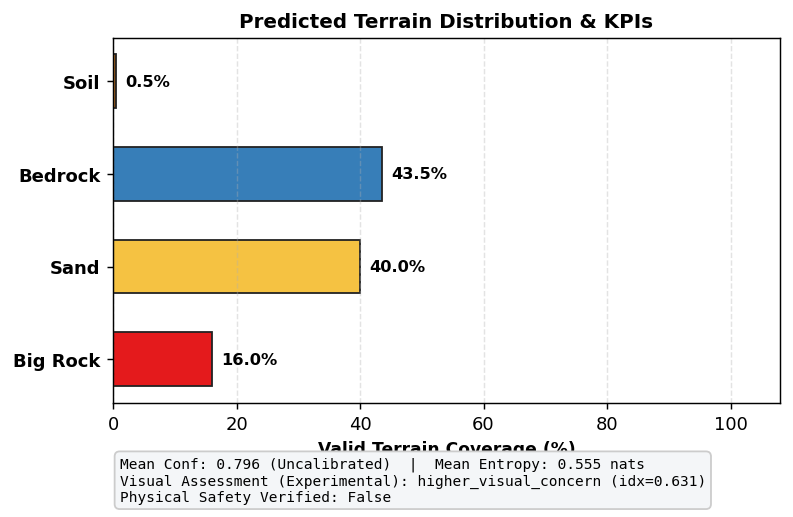 Predicted Terrain Distribution & KPIs
Soil 0.5%
Bedrock 43.5%
Sand 40.0%
Big Rock 16.0%
0 20 40 60 80 100
Valid Terrain Coverage (%)
Mean Conf: 0.796 (Uncalibrated) | Mean Entropy: 0.555 nats
Visual Assessment (Experimental): higher_visual_concern (idx=0.631)
Physical Safety Verified: False